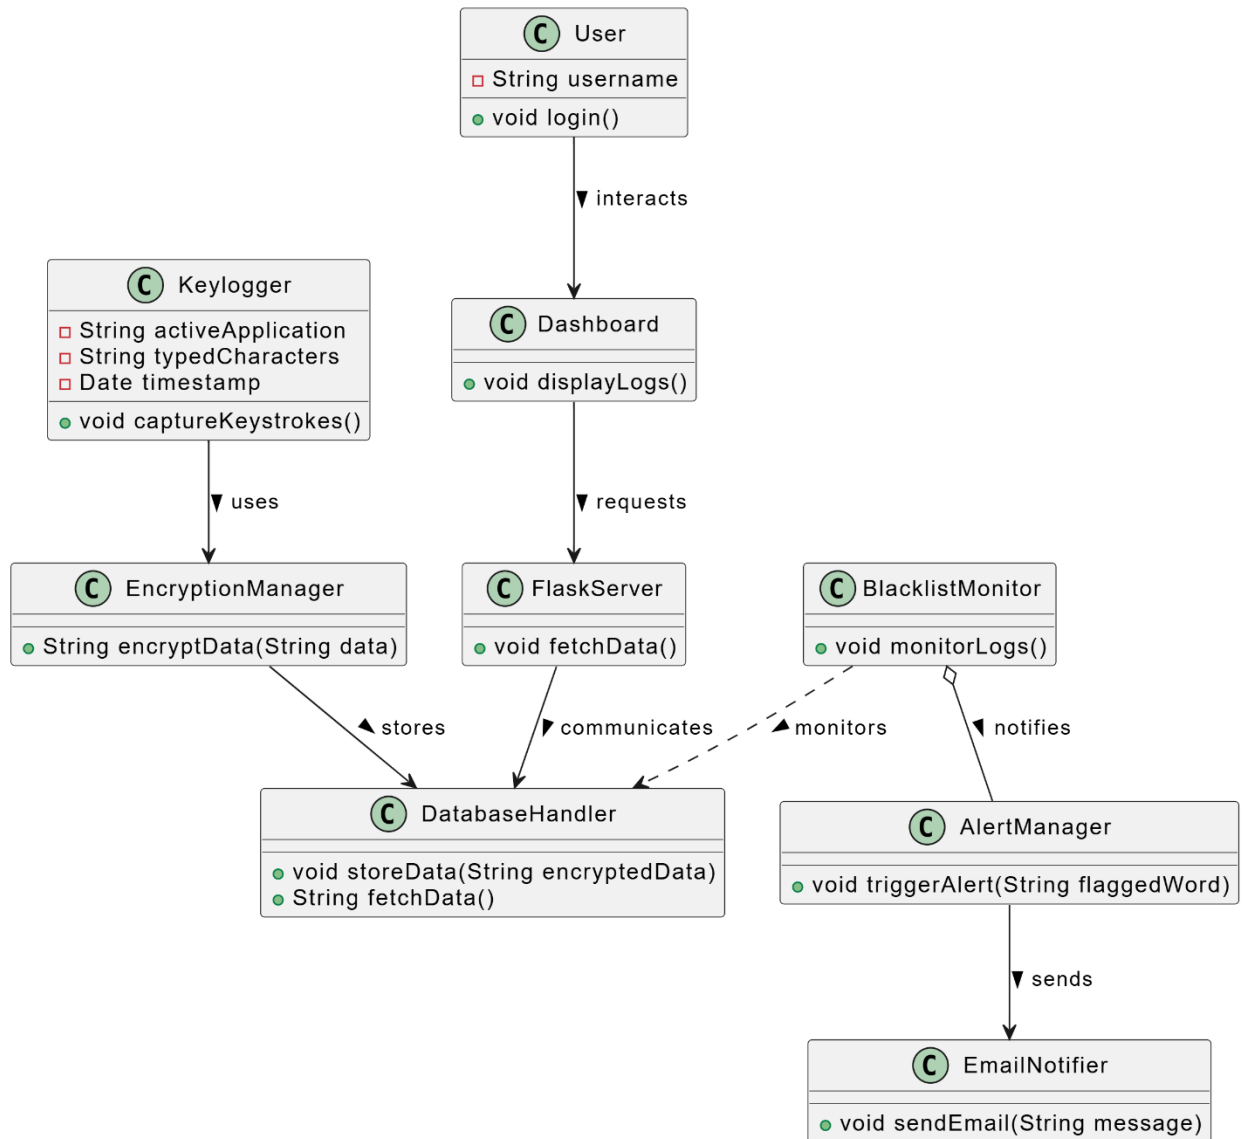 C User
String username
void login()
interacts
C Keylogger
String activeApplication
String typedCharacters
Date timestamp
void captureKeystrokes()
C Dashboard
void displayLogs()
uses
requests
C EncryptionManager
String encryptData(String data)
C FlaskServer
void fetchData()
C BlacklistMonitor
void monitorLogs()
stores
communicates
monitors
notifies
C DatabaseHandler
void storeData(String encryptedData)
String fetchData()
C AlertManager
void triggerAlert(String flaggedWord)
sends
C EmailNotifier
void sendEmail(String message)